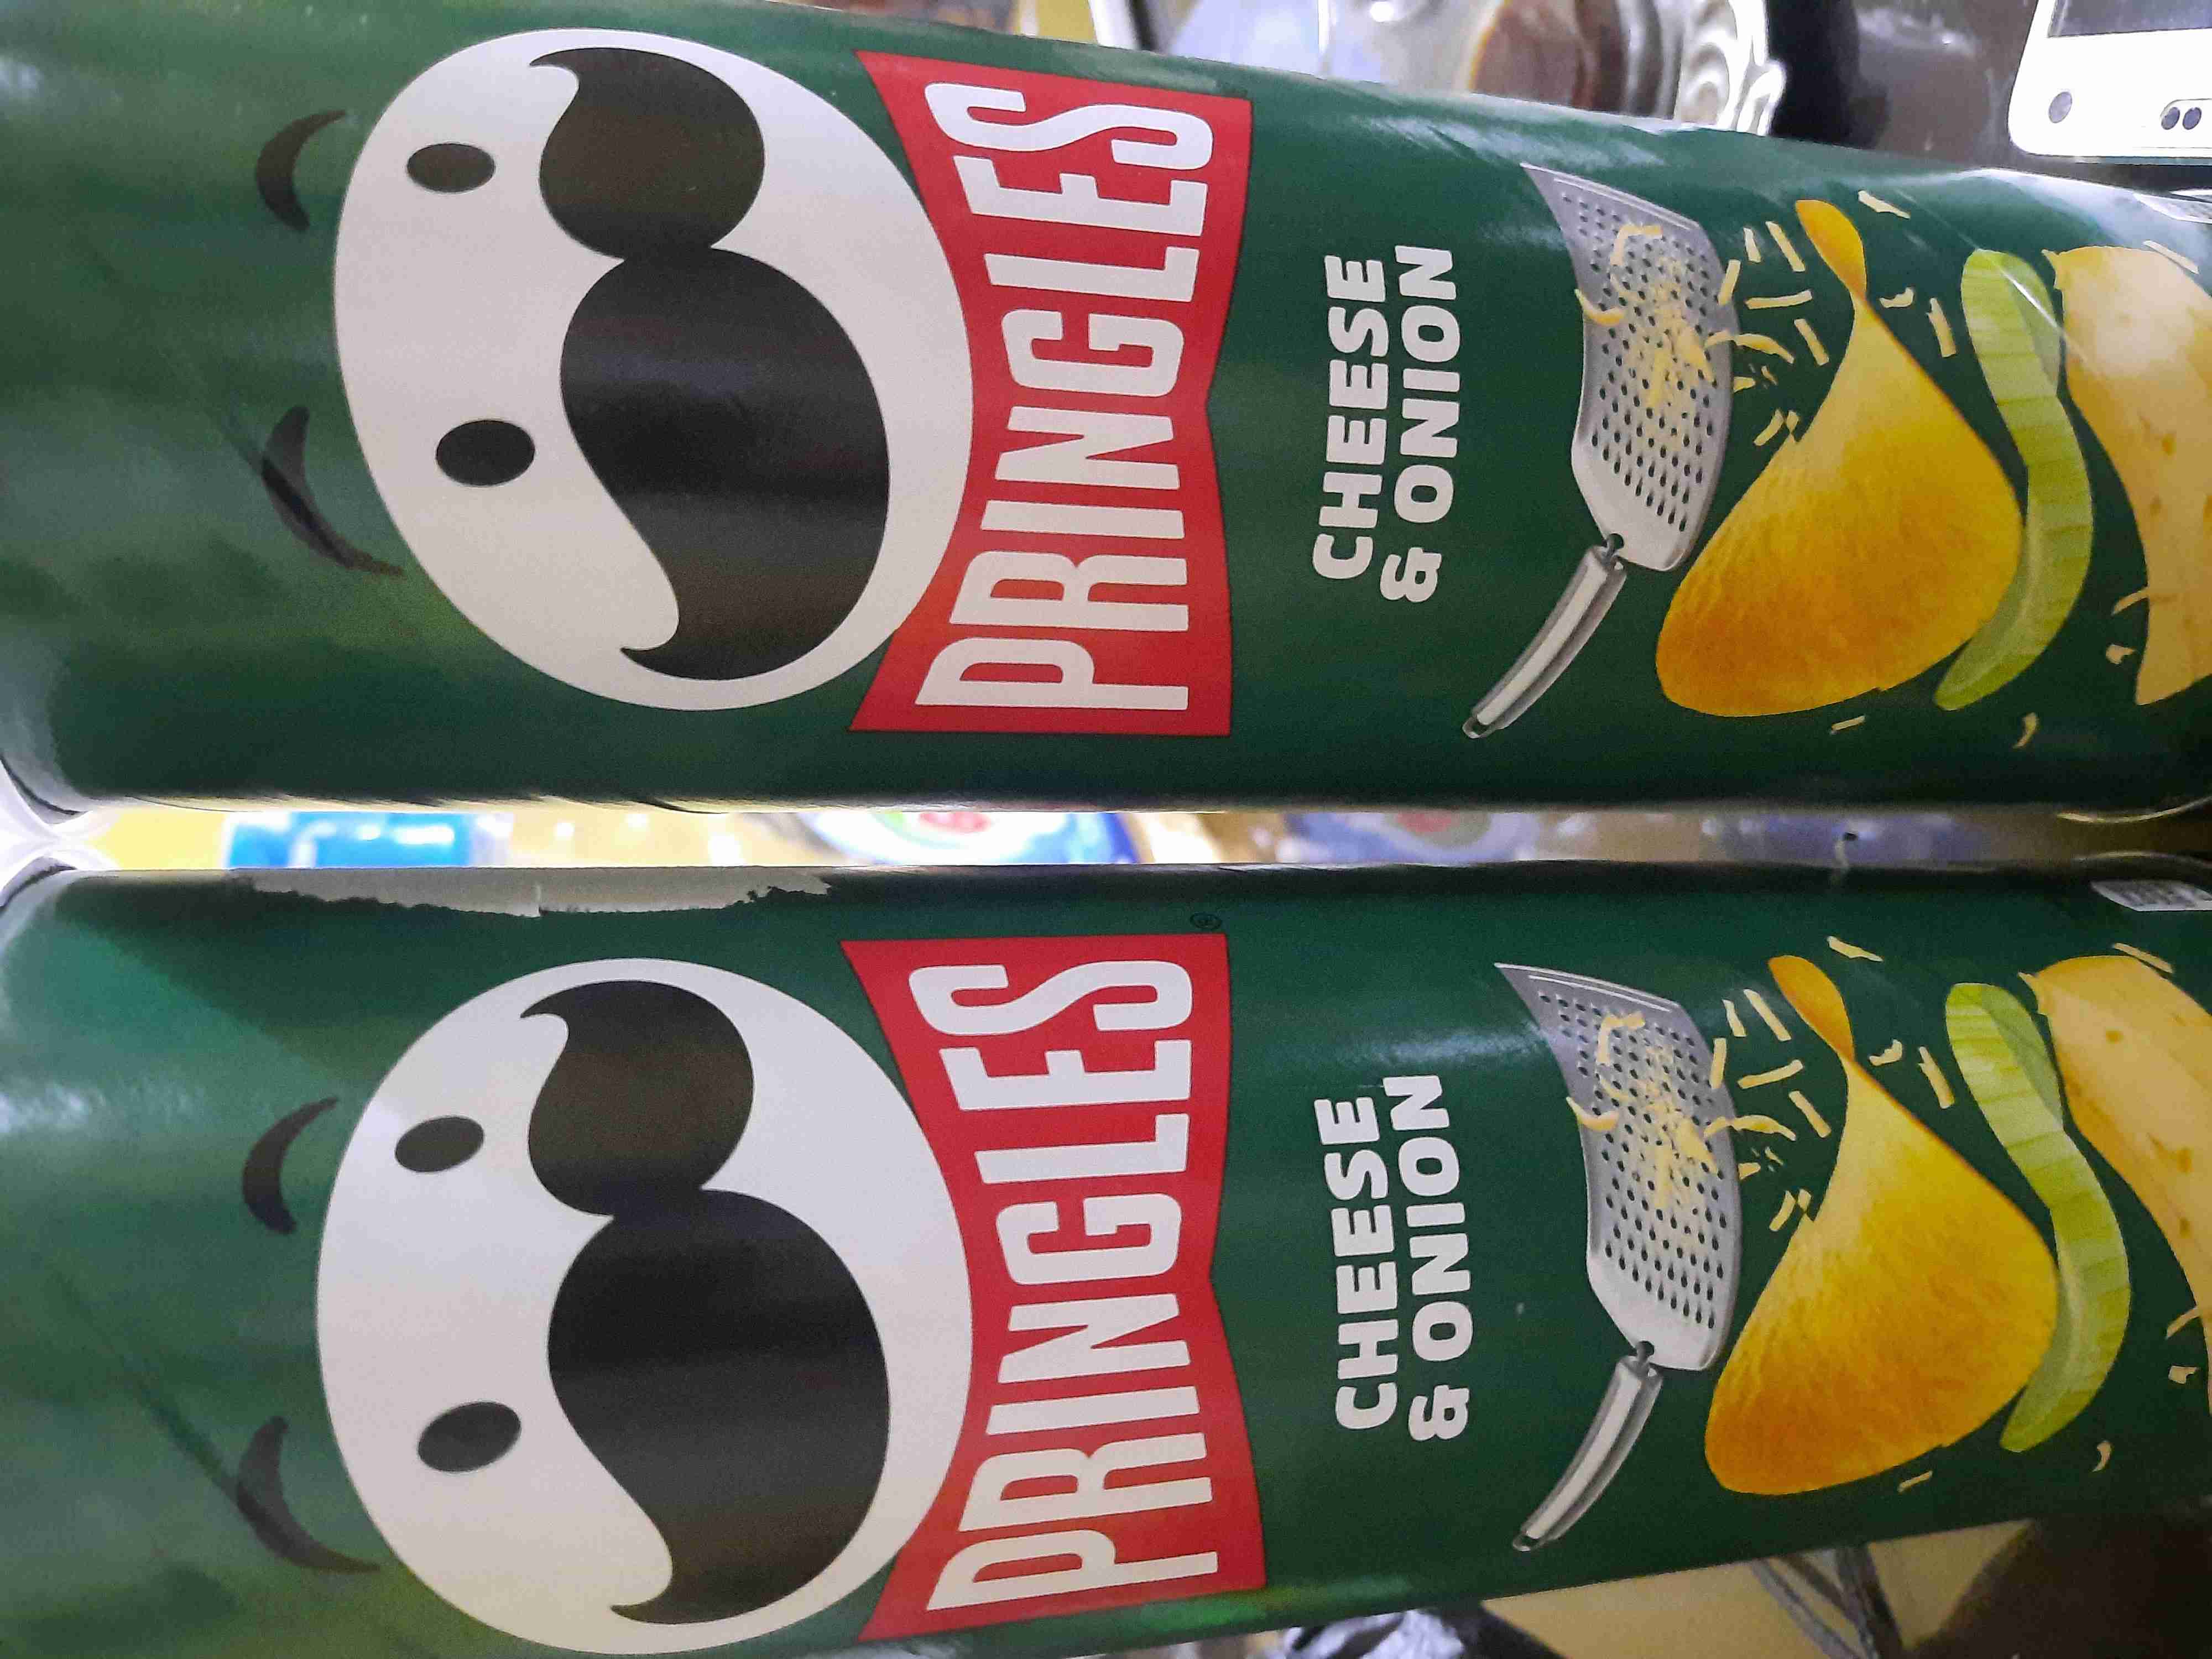 PRINGLES
CHEESE
& ONION
PRINGLES
®
CHEESE
& ONION